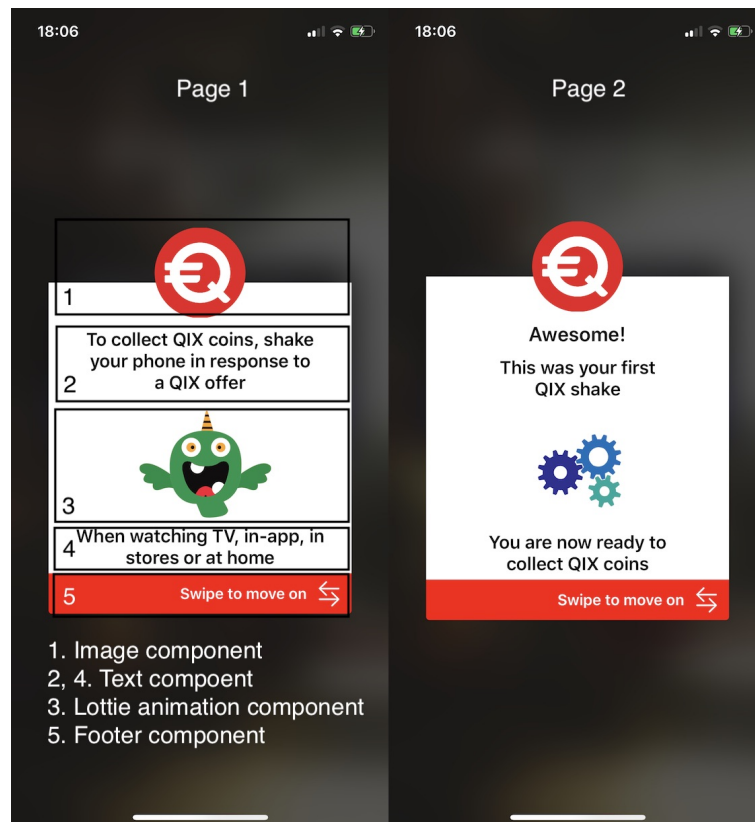 18:06
Page 1
€Q
1
To collect QIX coins, shake
your phone in response to
2
a QIX offer
3
When watching TV, in-app, in
4
stores or at home
5
Swipe to move on
1. Image component
2, 4. Text compoent
3. Lottie animation component
5. Footer component
18:06
Page 2
€Q
Awesome!
This was your first
QIX shake
You are now ready to
collect QIX coins
Swipe to move on